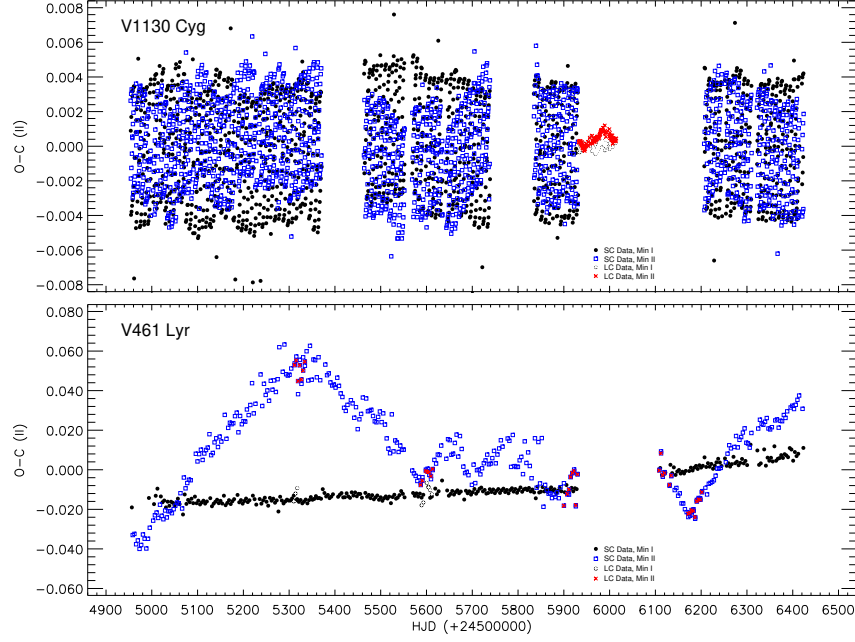 V1130 Cyg
0.008
0.006
0.004
0.002
0.000
−0.002
−0.004
−0.006
−0.008
O−C (II)
SC Data, Min I
SC Data, Min II
LC Data, Min I
LC Data, Min II
V461 Lyr
0.080
0.060
0.040
0.020
0.000
−0.020
−0.040
−0.060
O−C (II)
SC Data, Min I
SC Data, Min II
LC Data, Min I
LC Data, Min II
4900 5000 5100 5200 5300 5400 5500 5600 5700 5800 5900 6000 6100 6200 6300 6400 6500
HJD (+24500000)